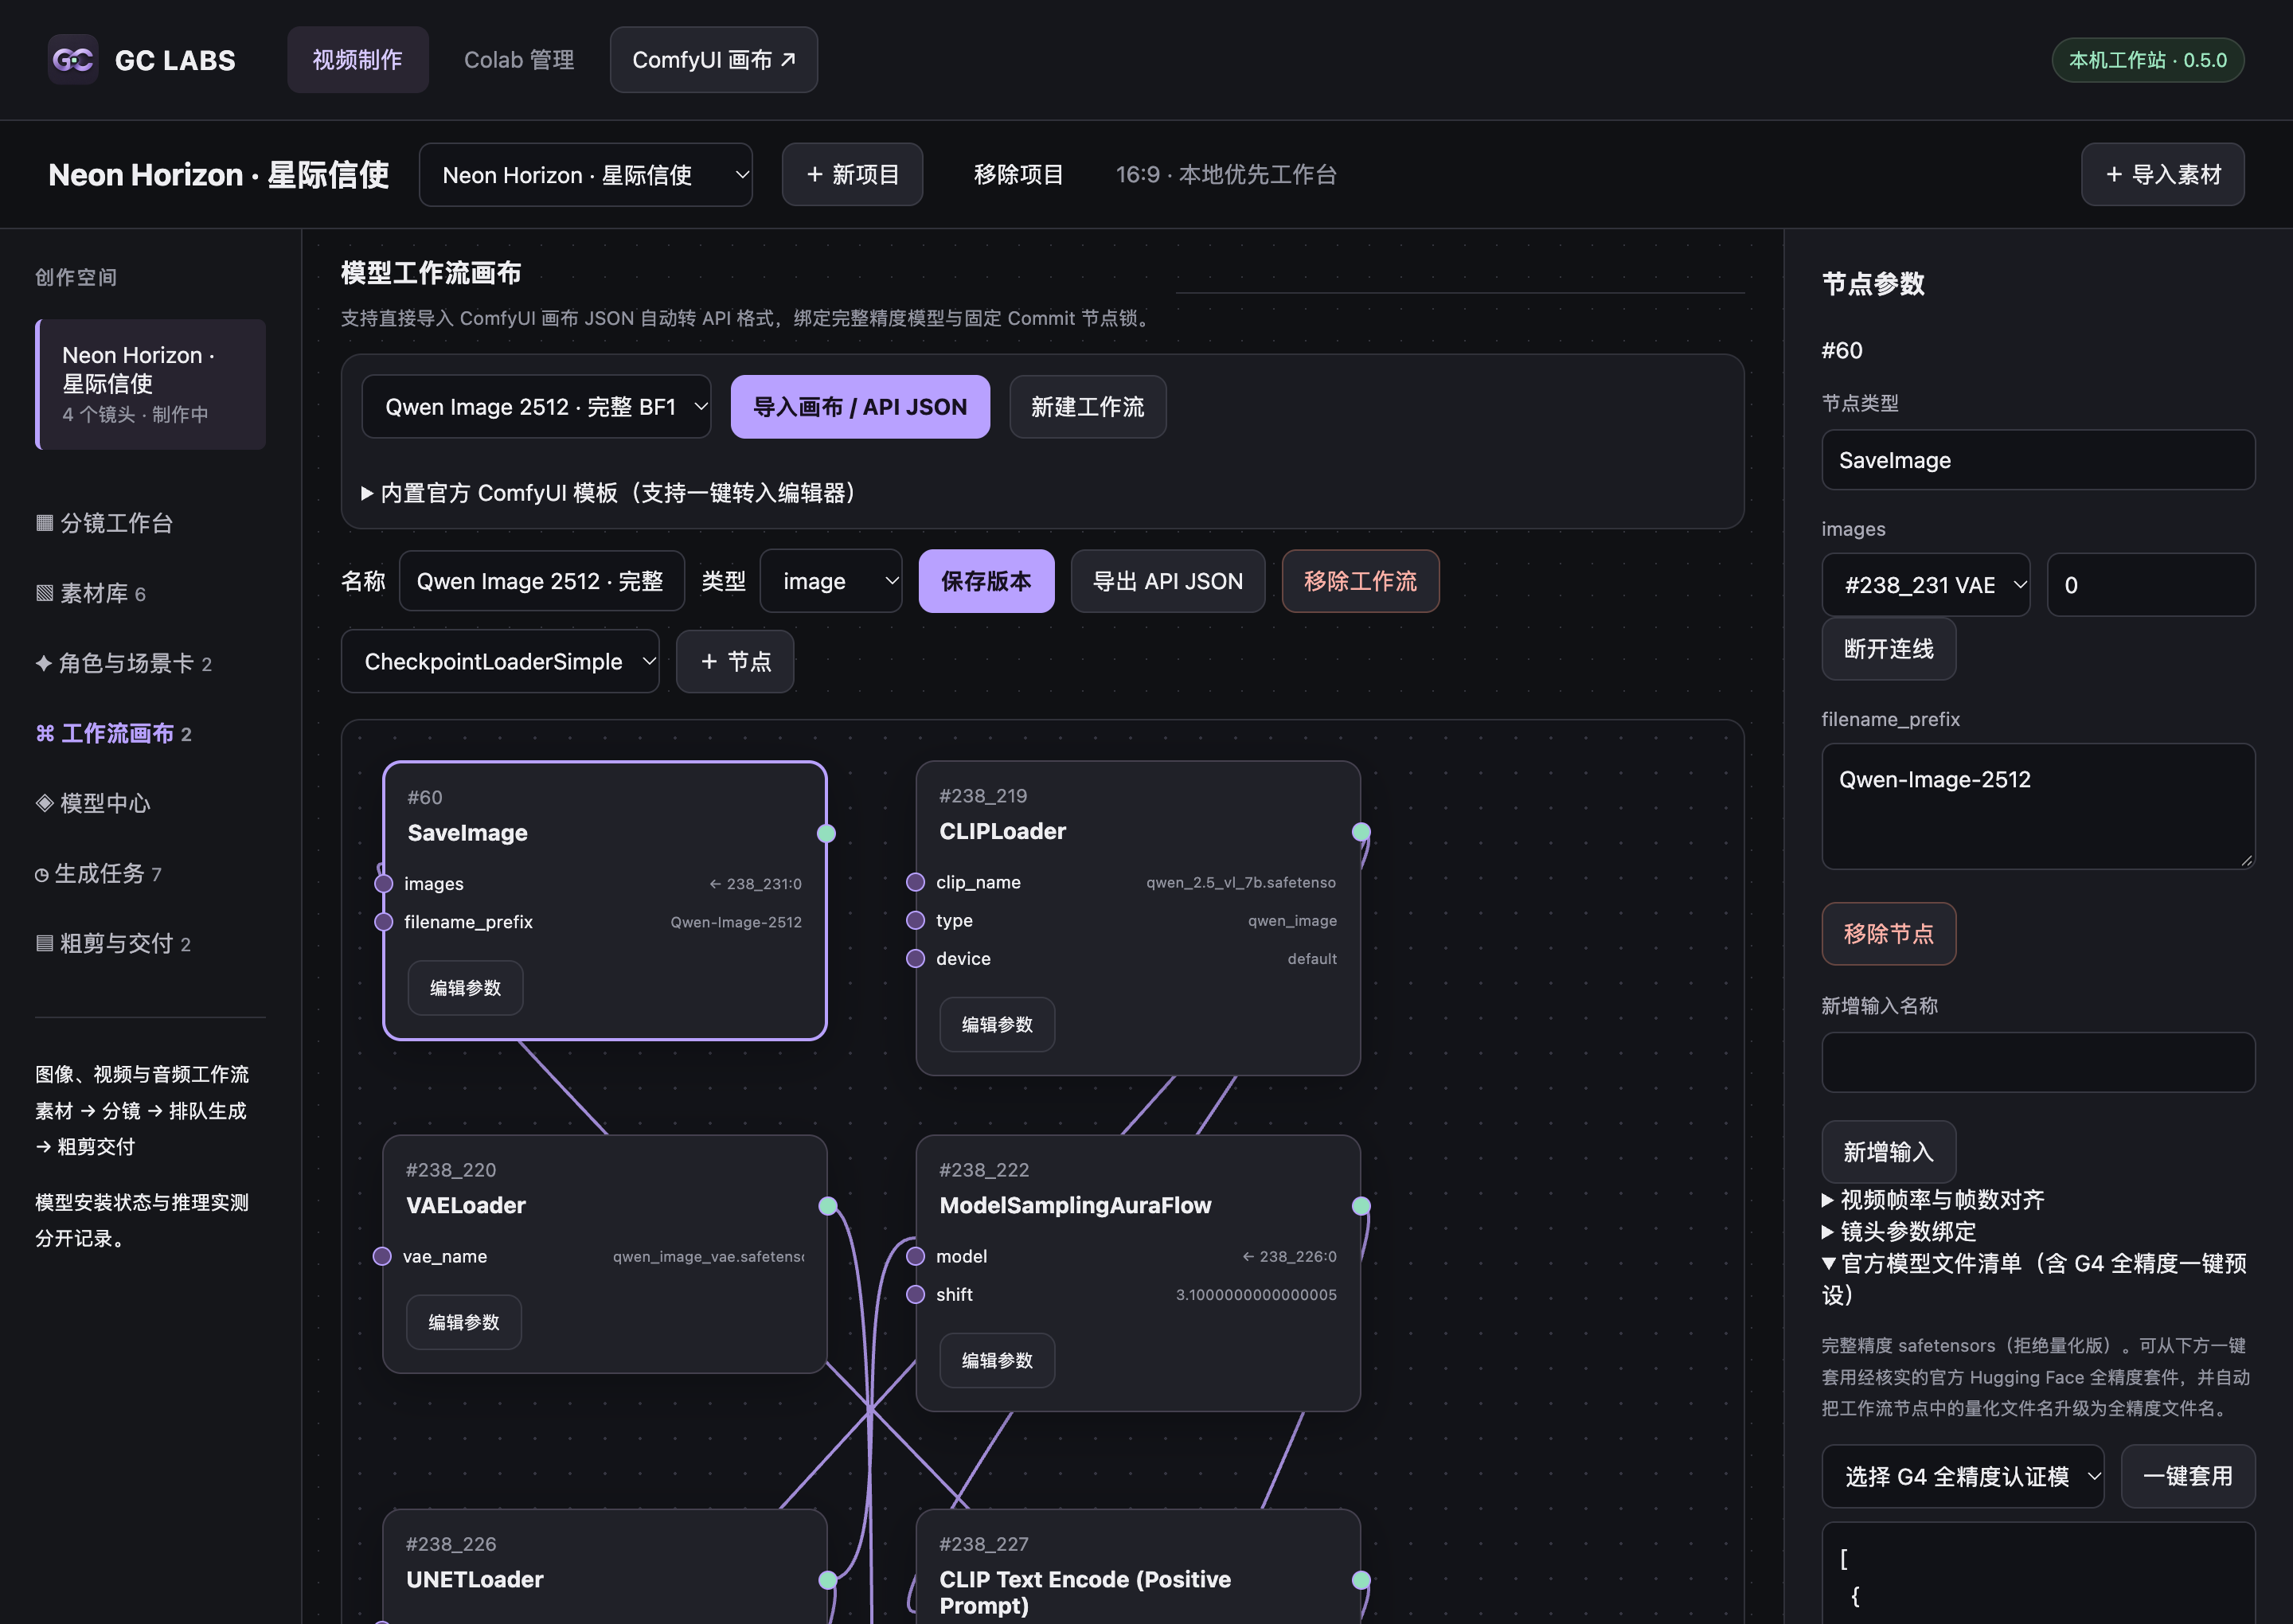 GC LABS
视频制作
Colab 管理
ComfyUI 画布 ↗
本机工作站 · 0.5.0
Neon Horizon · 星际信使
Neon Horizon · 星际信使
+ 新项目
移除项目
16:9 · 本地优先工作台
+ 导入素材
创作空间
Neon Horizon ·
星际信使
4 个镜头 · 制作中
分镜工作台
素材库 6
角色与场景卡 2
⌘ 工作流画布 2
模型中心
生成任务 7
粗剪与交付 2
图像、视频与音频工作流
素材 → 分镜 → 排队生成
→ 粗剪交付
模型安装状态与推理实测
分开记录。
模型工作流画布
支持直接导入 ComfyUI 画布 JSON 自动转 API 格式，绑定完整精度模型与固定 Commit 节点锁。
Qwen Image 2512 · 完整 BF1
导入画布 / API JSON
新建工作流
▶ 内置官方 ComfyUI 模板（支持一键转入编辑器）
名称
Qwen Image 2512 · 完整
类型
image
保存版本
导出 API JSON
移除工作流
CheckpointLoaderSimple
+ 节点
#60
SaveImage
images
← 238_231:0
filename_prefix
Qwen-Image-2512
编辑参数
#238_219
CLIPLoader
clip_name
qwen_2.5_vl_7b.safetenso
type
qwen_image
device
default
编辑参数
#238_220
VAELoader
vae_name
qwen_image_vae.safetens
编辑参数
#238_222
ModelSamplingAuraFlow
model
← 238_226:0
shift
3.1000000000000005
编辑参数
#238_226
UNETLoader
#238_227
CLIP Text Encode (Positive
Prompt)
节点参数
#60
节点类型
SaveImage
images
#238_231 VAE
0
断开连线
filename_prefix
Qwen-Image-2512
移除节点
新增输入名称
新增输入
▶ 视频帧率与帧数对齐
▶ 镜头参数绑定
▼ 官方模型文件清单（含 G4 全精度一键预
设）
完整精度 safetensors（拒绝量化版）。可从下方一键
套用经核实的官方 Hugging Face 全精度套件，并自动
把工作流节点中的量化文件名升级为全精度文件名。
选择 G4 全精度认证模
一键套用
[
{